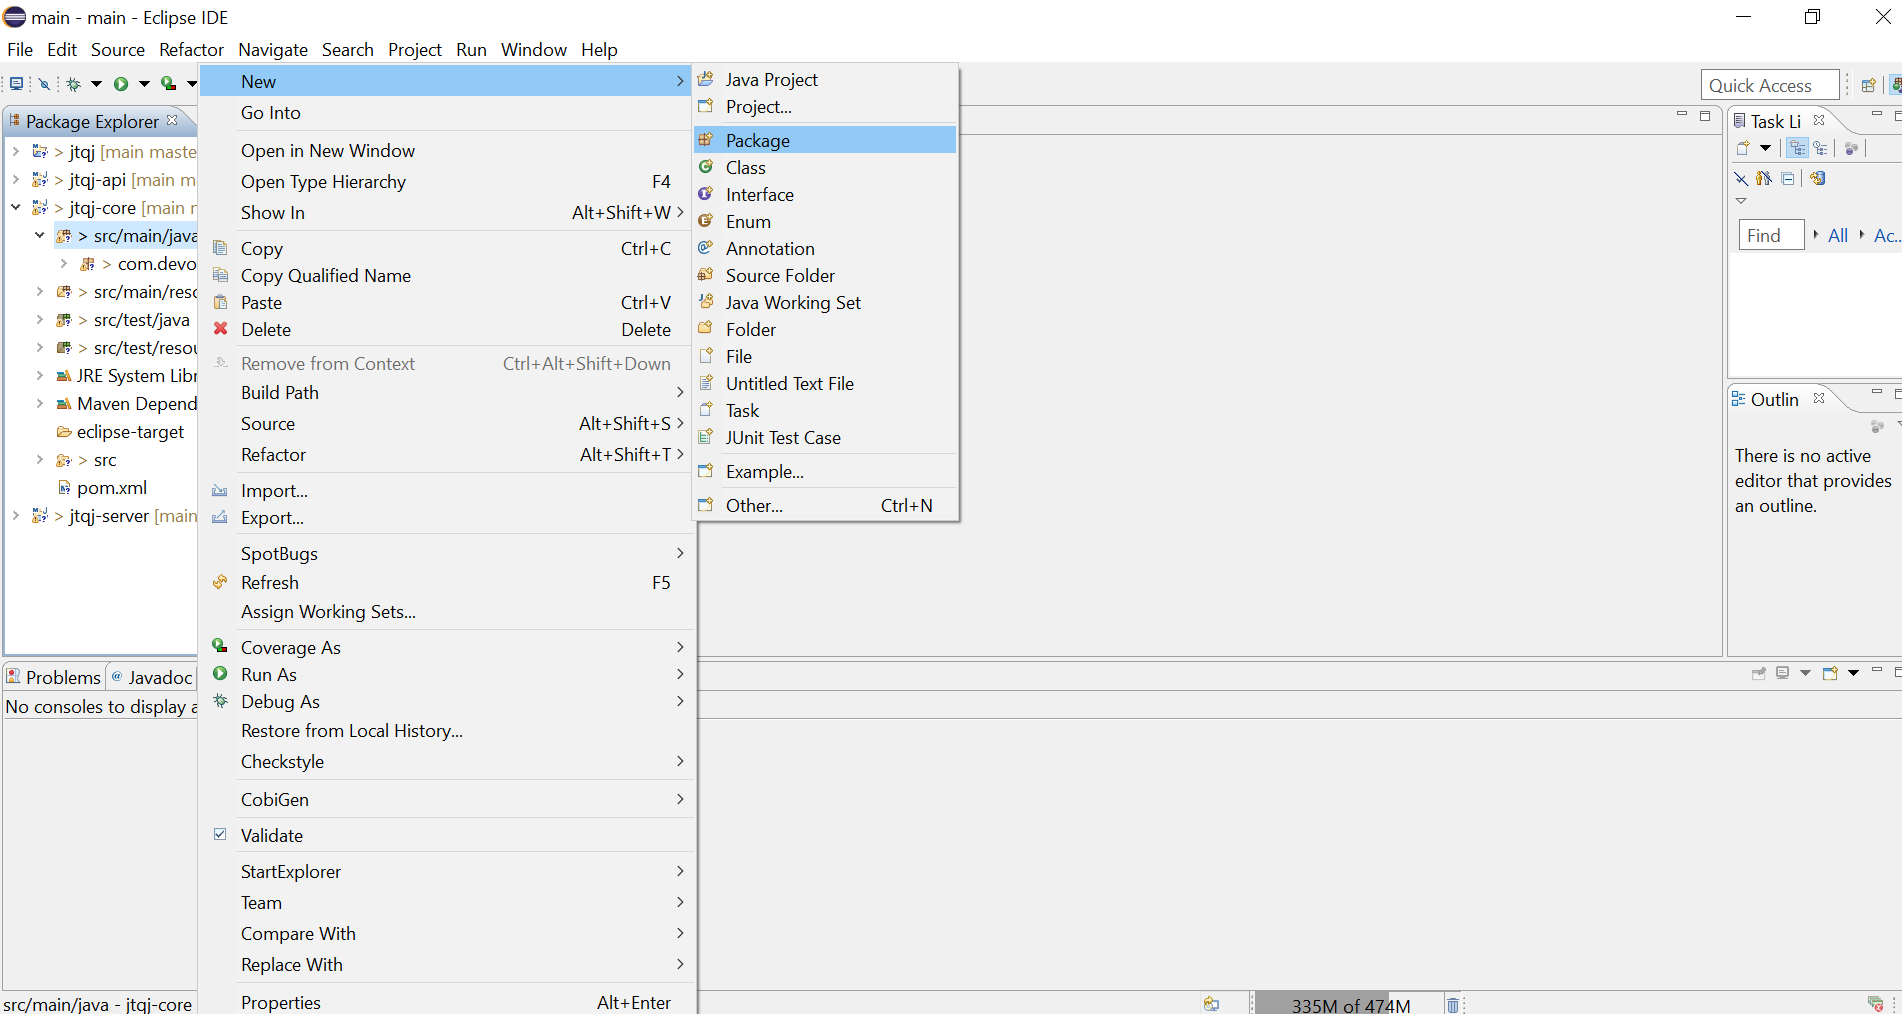 main - main - Eclipse IDE
File Edit Source Refactor Navigate Search Project Run Window Help
Quick Access
Package Explorer
> jtqj [main maste
> jtqj-api [main m
> jtqj-core [main r
> src/main/java
> com.devo
> src/main/resc
> src/test/java
> src/test/resou
JRE System Libr
Maven Depend
eclipse-target
> src
pom.xml
> jtqj-server [main
New
Go Into
Open in New Window
Open Type Hierarchy F4
Show In Alt+Shift+W
Copy Ctrl+C
Copy Qualified Name
Paste Ctrl+V
Delete Delete
Remove from Context Ctrl+Alt+Shift+Down
Build Path
Source Alt+Shift+S
Refactor Alt+Shift+T
Import...
Export...
SpotBugs
Refresh F5
Assign Working Sets...
Coverage As
Run As
Debug As
Restore from Local History...
Checkstyle
CobiGen
Validate
StartExplorer
Team
Compare With
Replace With
Properties Alt+Enter
Java Project
Project...
Package
Class
Interface
Enum
Annotation
Source Folder
Java Working Set
Folder
File
Untitled Text File
Task
JUnit Test Case
Example...
Other... Ctrl+N
Task Li
Find All Ac...
Outlin
There is no active
editor that provides
an outline.
Problems @ Javadoc
No consoles to display a
src/main/java - jtqj-core
335M of 474M